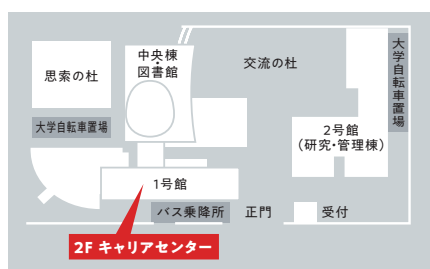 中央棟
図書館
思索の杜
交流の杜
大学自転車置場
大学自転車置場
2号館
(研究・管理棟)
1号館
バス乗降所
正門
受付
2F キャリアセンター